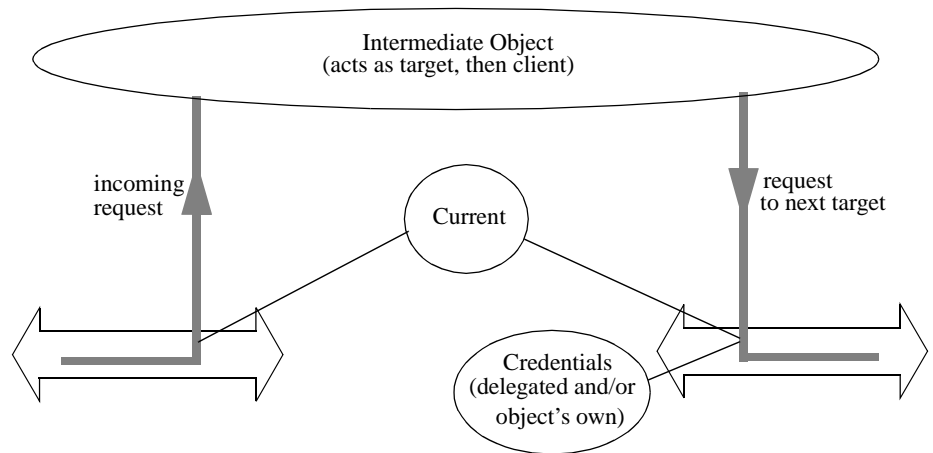 Intermediate Object
(acts as target, then client)
incoming
request
Current
request
to next target
Credentials
(delegated and/or
object's own)